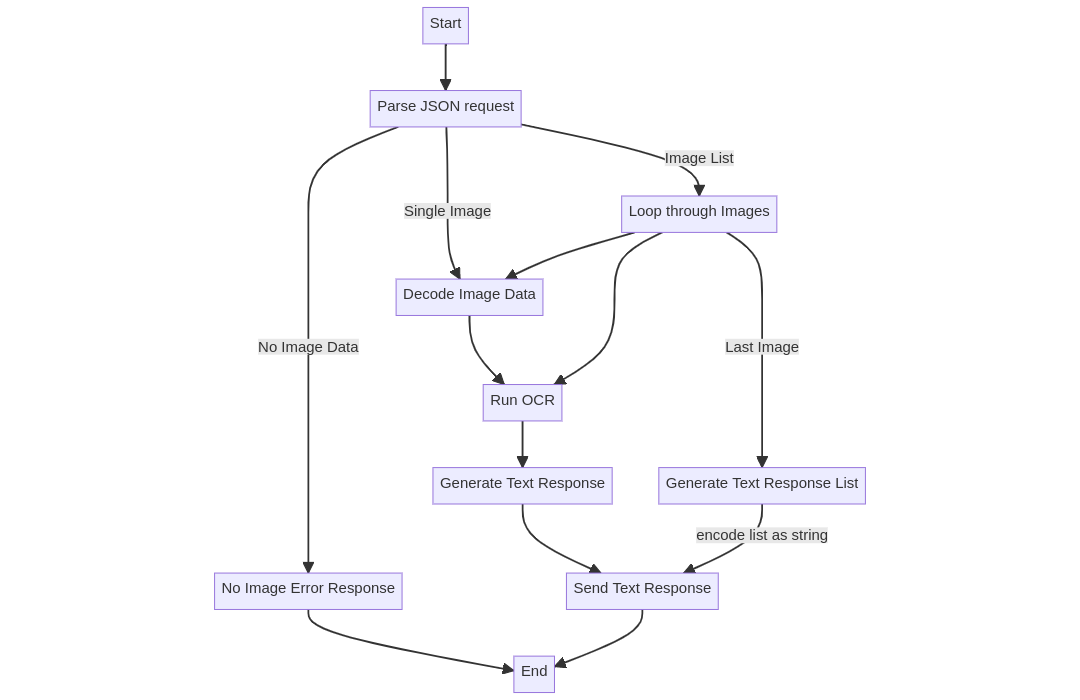 Start
Parse JSON request
Image List
Single Image
Loop through Images
Decode Image Data
No Image Data
Last Image
Run OCR
Generate Text Response
Generate Text Response List
encode list as string
No Image Error Response
Send Text Response
End